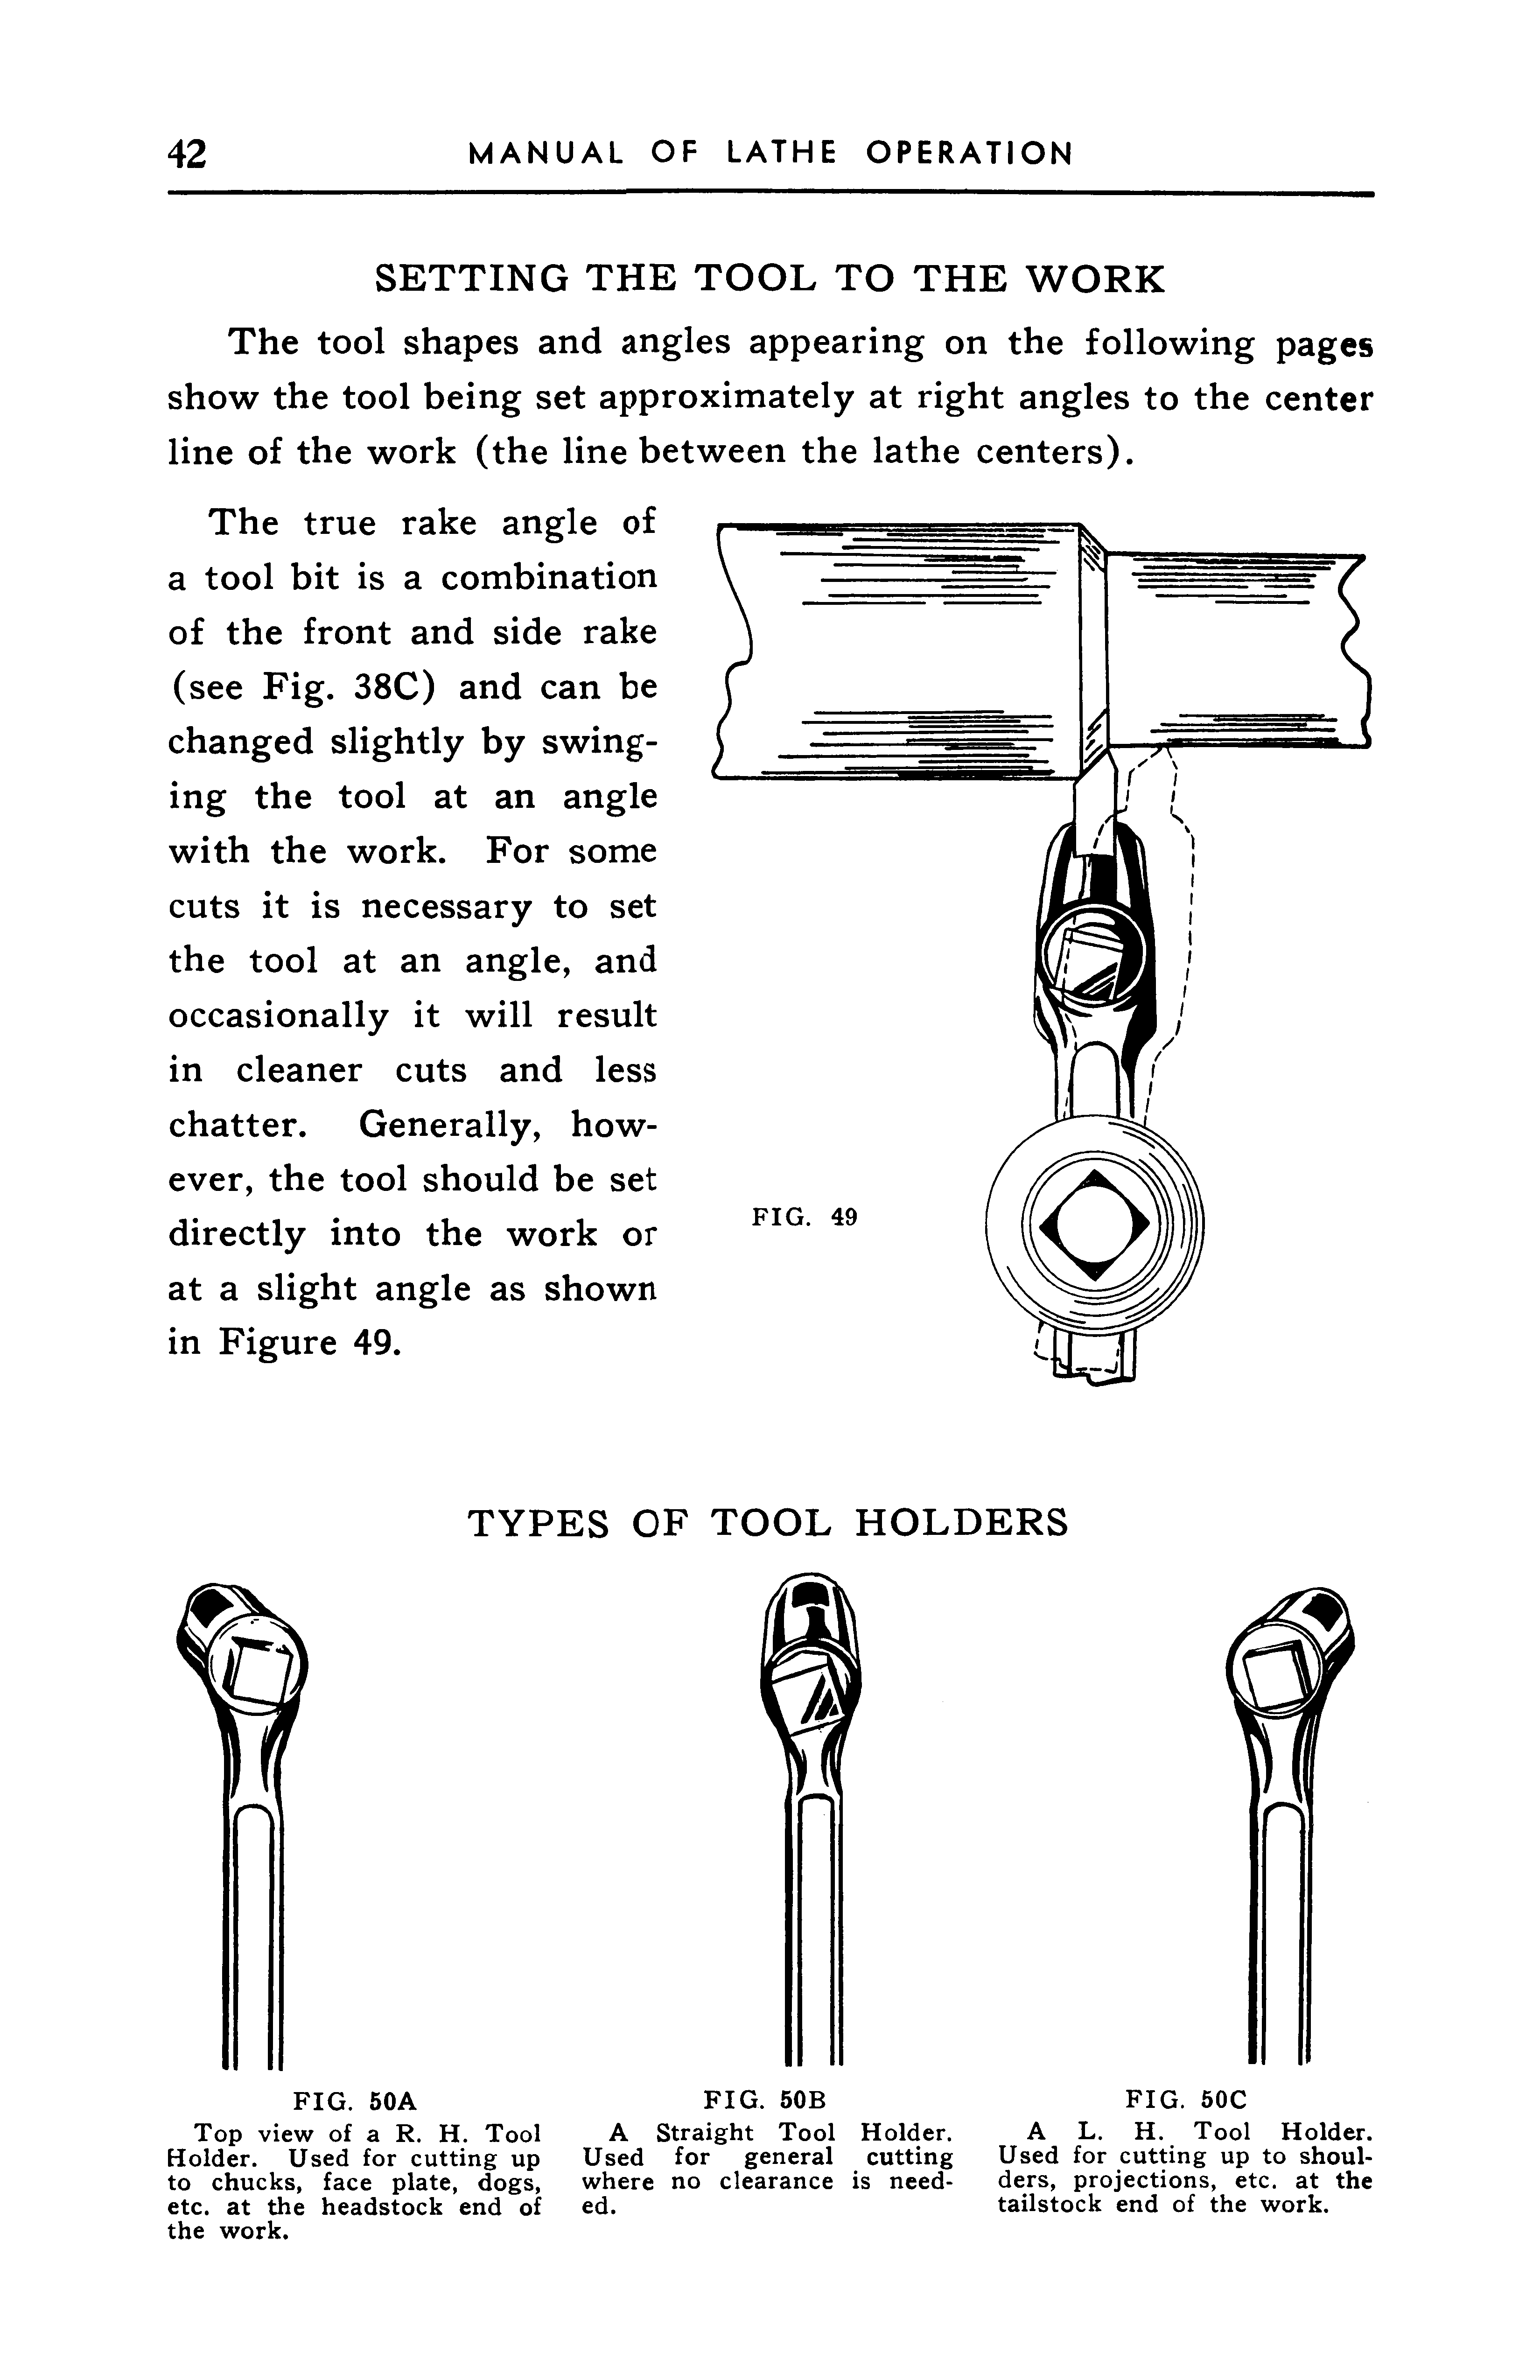 42 MANUAL OF LATHE OPERATION
SETTING THE TOOL TO THE WORK
The tool shapes and angles appearing on the following pages
show the tool being set approximately at right angles to the center
line of the work (the line between the lathe centers).
The true rake angle of
a tool bit is a combination
of the front and side rake
(see Fig. 38C) and can be
changed slightly by swing-
ing the tool at an angle
with the work. For some
cuts it is necessary to set
the tool at an angle, and
occasionally it will result
in cleaner cuts and less
chatter. Generally, how-
ever, the tool should be set
directly into the work or
at a slight angle as shown
in Figure 49.
FIG. 49
TYPES OF TOOL HOLDERS
FIG. 50A
Top view of a R. H. Tool
Holder. Used for cutting up
to chucks, face plate, dogs,
etc. at the headstock end of
the work.
FIG. 50B
A Straight Tool Holder.
Used for general cutting
where no clearance is need-
ed.
FIG. 50C
A L. H. Tool Holder.
Used for cutting up to shoul-
ders, projections, etc. at the
tailstock end of the work.